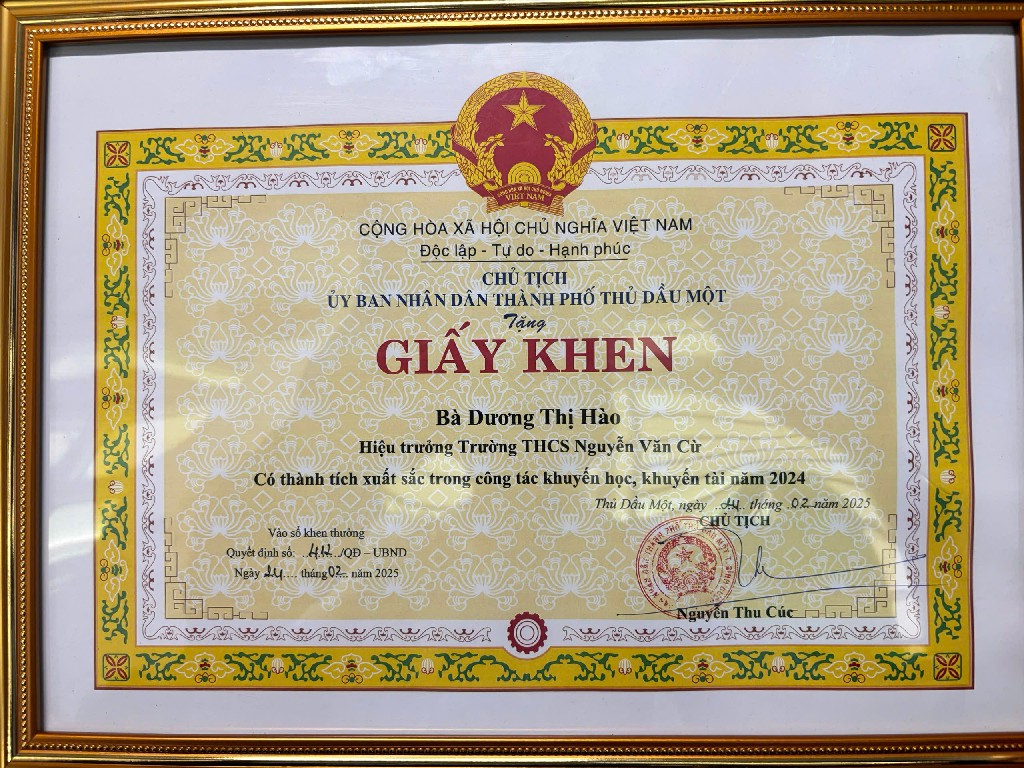 VIỆT NAM
CỘNG HÒA XÃ HỘI CHỦ NGHĨA VIỆT NAM
Độc lập - Tự do - Hạnh phúc
CHỦ TỊCH
ỦY BAN NHÂN DÂN THÀNH PHỐ THỦ DẦU MỘT
Tặng
GIẤY KHEN
Bà Dương Thị Hào
Hiệu trưởng Trường THCS Nguyễn Văn Cừ
Có thành tích xuất sắc trong công tác khuyến học, khuyến tài năm 2024
Thủ Dầu Một, ngày 24 tháng 02 năm 2025
CHỦ TỊCH
Vào sổ khen thưởng
Quyết định số: /QĐ – UBND
Ngày 24 tháng 02 năm 2025
Nguyễn Thu Cúc